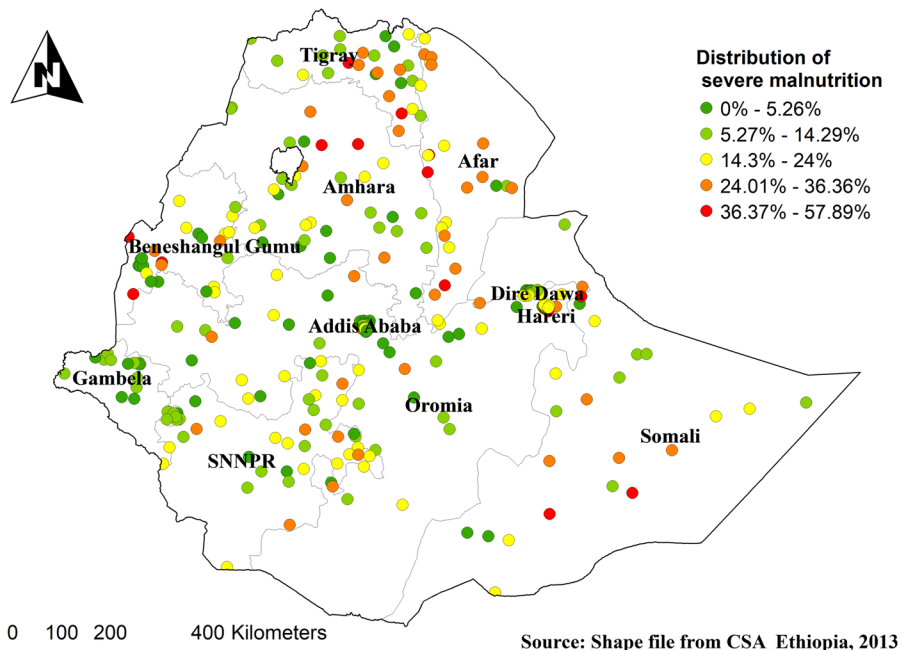 N
Distribution of
severe malnutrition
0% - 5.26%
5.27% - 14.29%
14.3% - 24%
24.01% - 36.36%
36.37% - 57.89%
Tigray
Afar
Amhara
Beneshangul Gumu
Dire Dawa
Hareri
Addis Ababa
Gambela
Oromia
Somali
SNNPR
0 100 200 400 Kilometers
Source: Shape file from CSA Ethiopia, 2013